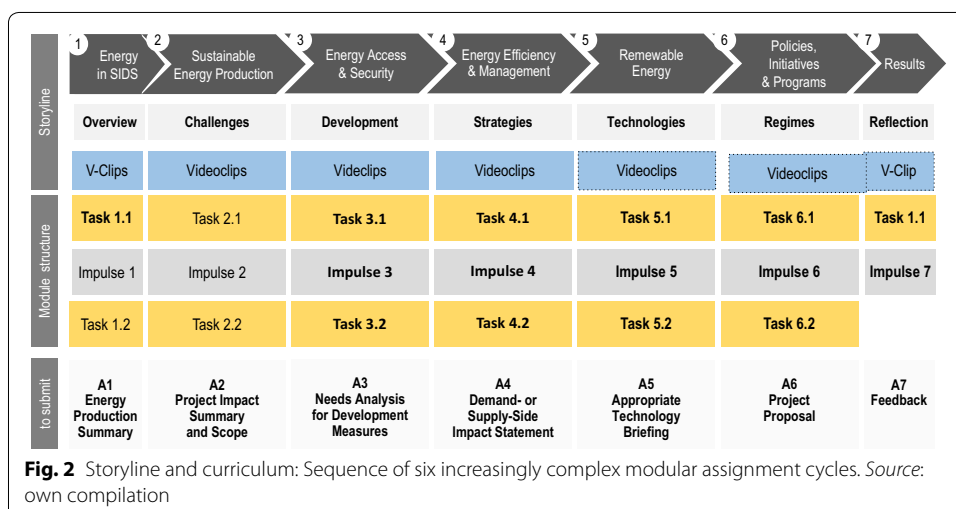 1 2 3 4 5 6 7
Energy in SIDS
Sustainable Energy Production
Energy Access & Security
Energy Efficiency & Management
Remewable Energy
Policies, Initiatives & Programs
Results
Storyline
Overview Challenges Development Strategies Technologies Regimes Reflection
V-Clips Videoclips Videclips Videoclips Videoclips Videoclips V-Clip
Module structure
Task 1.1 Task 2.1 Task 3.1 Task 4.1 Task 5.1 Task 6.1 Task 1.1
Impulse 1 Impulse 2 Impulse 3 Impulse 4 Impulse 5 Impulse 6 Impulse 7
Task 1.2 Task 2.2 Task 3.2 Task 4.2 Task 5.2 Task 6.2
to submit
A1
Energy
Production
Summary
A2
Project Impact
Summary
and Scope
A3
Needs Analysis
for Development
Measures
A4
Demand- or
Supply-Side
Impact Statement
A5
Appropriate
Technology
Briefing
A6
Project
Proposal
A7
Feedback
Fig. 2 Storyline and curriculum: Sequence of six increasingly complex modular assignment cycles. Source:
own compilation